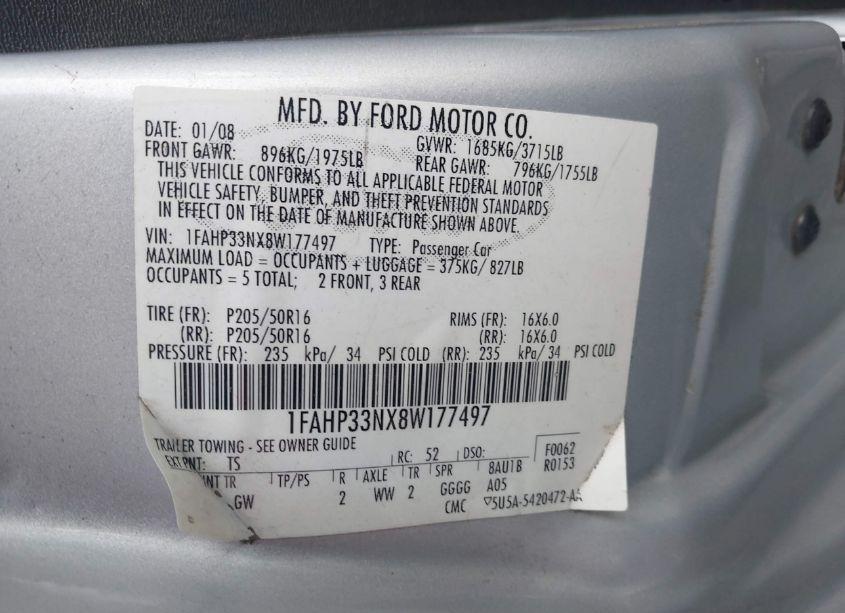 MFD. BY FORD MOTOR CO.
DATE: 01/08 GVWR: 1685KG/3715LB
FRONT GAWR: 896KG/1975LB REAR GAWR: 796KG/1755LB
THIS VEHICLE CONFORMS TO ALL APPLICABLE FEDERAL MOTOR
VEHICLE SAFETY, BUMPER, AND THEFT PREVENTION STANDARDS
IN EFFECT ON THE DATE OF MANUFACTURE SHOWN ABOVE.
VIN: 1FAHP33NX8W177497 TYPE: Passenger Car
MAXIMUM LOAD = OCCUPANTS + LUGGAGE = 375KG/ 827LB
OCCUPANTS = 5 TOTAL; 2 FRONT, 3 REAR
TIRE (FR): P205/50R16 RIMS (FR): 16X6.0
(RR): P205/50R16 (RR): 16X6.0
PRESSURE (FR): 235 kPa/ 34 PSI COLD (RR): 235 kPa/ 34 PSI COLD
1FAHP33NX8W177497
TRAILER TOWING - SEE OWNER GUIDE
EXT PNT: TS RC: 52 DSO: F0062
TR TP/PS R AXLE TR SPR 8AU1B R0153
GW 2 WW 2 GGGG A05
CMC 5U5A-5420472-AA